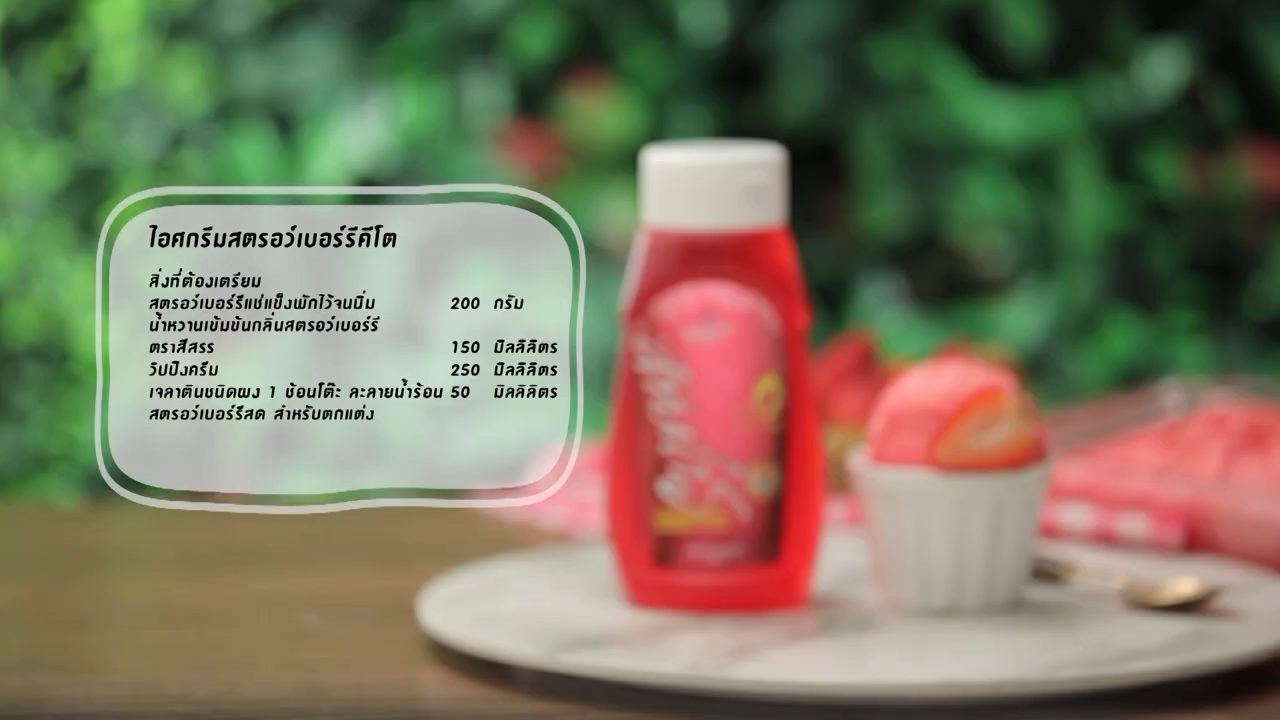 ไอศกรีมสตรอว์เบอร์รีคีโต
สิ่งที่ต้องเตรียม
สตรอว์เบอร์รีแช่แข็งพักไว้จนนิ่ม 200 กรัม
น้ำหวานเข้มข้นกลิ่นสตรอว์เบอร์รี
ตราสีสรร 150 มิลลิลิตร
วิปปิ้งครีม 250 มิลลิลิตร
เจลาตินชนิดผง 1 ช้อนโต๊ะ ละลายน้ำร้อน 50 มิลลิลิตร
สตรอว์เบอร์รีสด สำหรับตกแต่ง